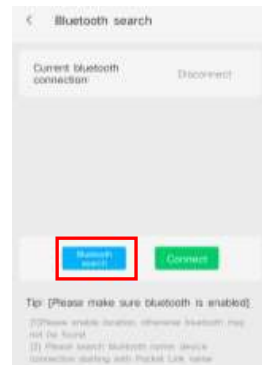 < Bluetooth search
Current bluetooth
connection
Disconnect
Bluetooth
search
Connect
Tip: [Please make sure bluetooth is enabled]
[1]Please enable location, otherwise bluetooth may
not be found
[2] Please search bluetooth name, device
connection starting with Pocket Link name